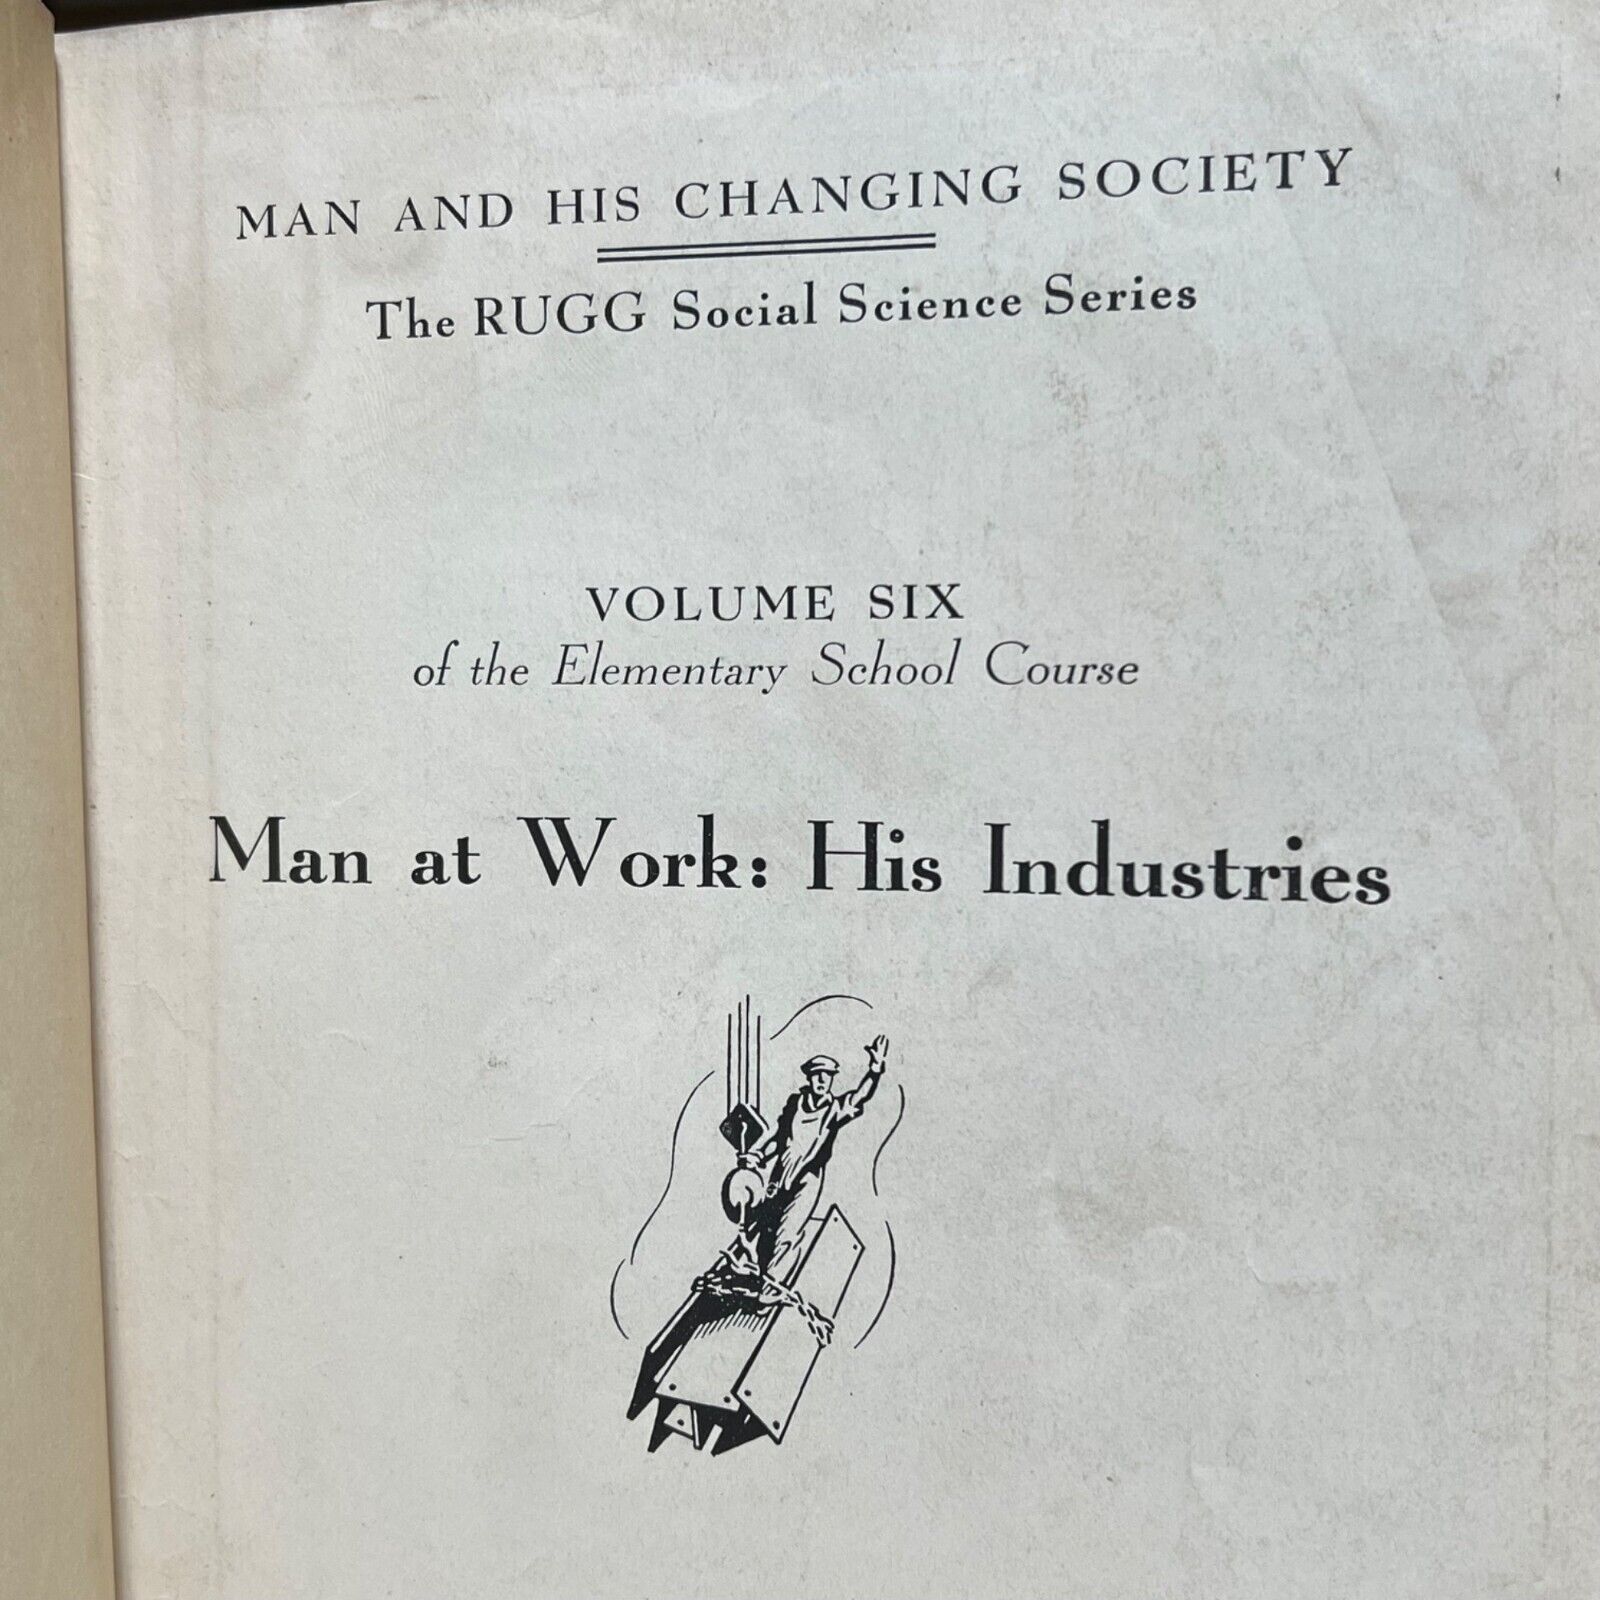 MAN AND HIS CHANGING SOCIETY
The RUGG Social Science Series
VOLUME SIX
of the Elementary School Course
Man at Work: His Industries